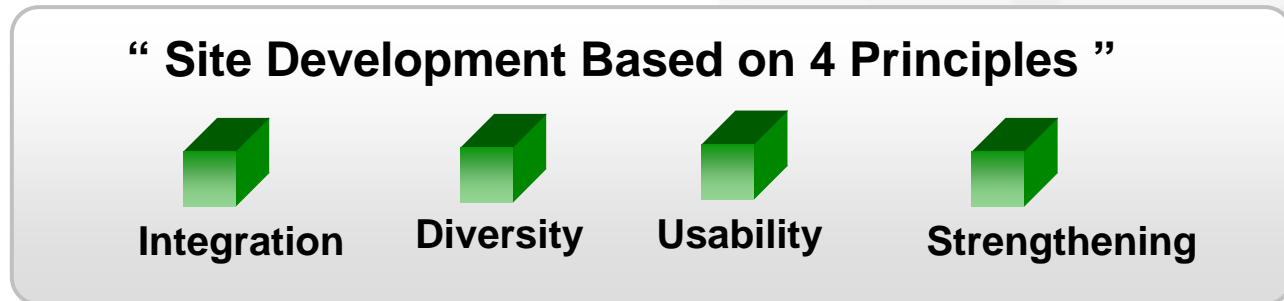 “ Site Development Based on 4 Principles ”
Integration Diversity Usability Strengthening